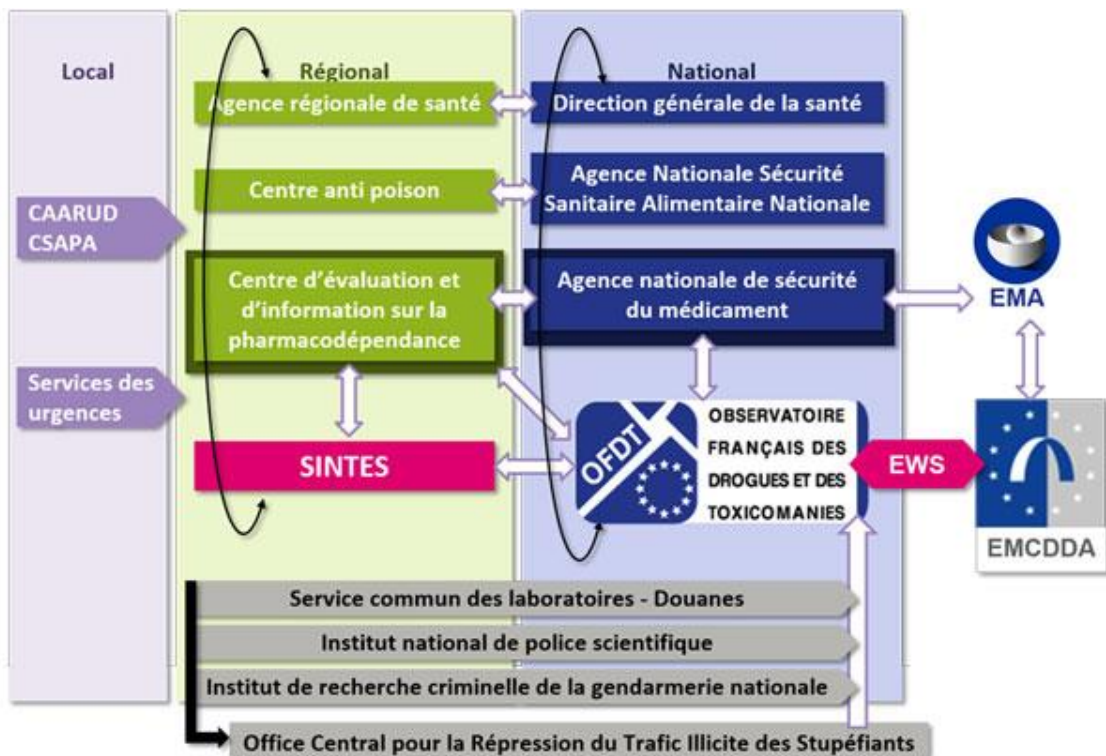 Local
Régional
National
Agence régionale de santé
Direction générale de la santé
Centre anti poison
Agence Nationale Sécurité
Sanitaire Alimentaire Nationale
CAARUD
CSAPA
Centre d'évaluation et
d'information sur la
pharmacodépendance
Agence nationale de sécurité
du médicament
EMA
Services des
urgences
SINTES
OFDT
OBSERVATOIRE
FRANÇAIS DES
DROGUES ET DES
TOXICOMANIES
EWS
EMCDDA
Service commun des laboratoires - Douanes
Institut national de police scientifique
Institut de recherche criminelle de la gendarmerie nationale
Office Central pour la Répression du Trafic Illicite des Stupéfiants